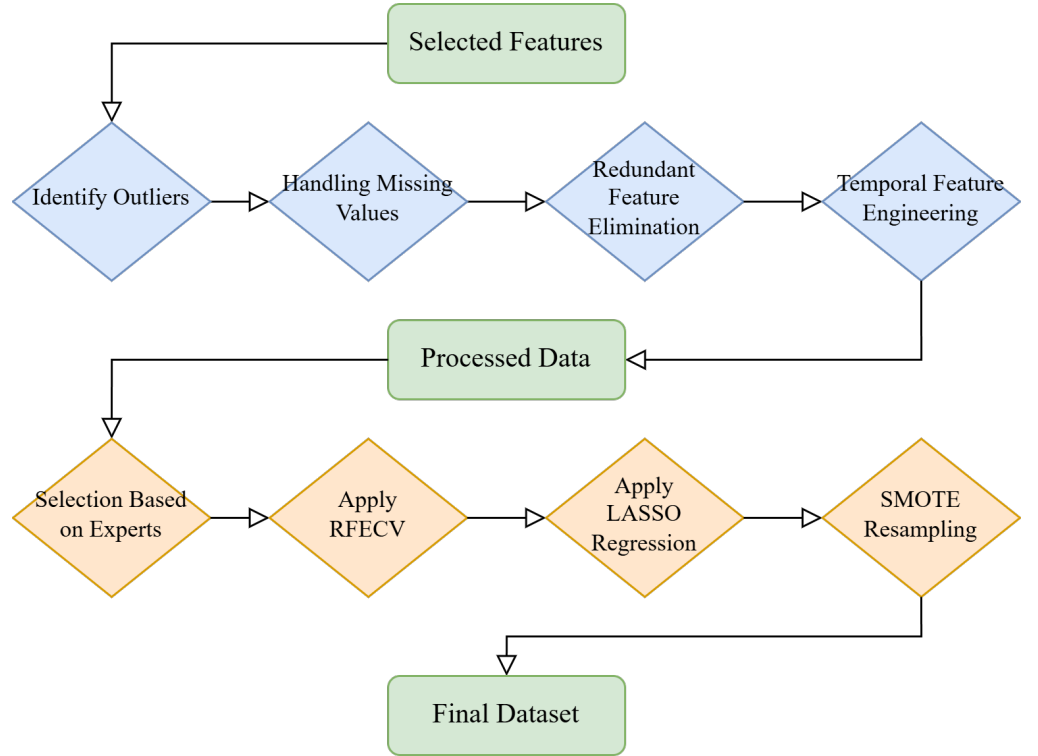 Selected Features
Identify Outliers
Handling Missing
Values
Redundant
Feature
Elimination
Temporal Feature
Engineering
Processed Data
Selection Based
on Experts
Apply
RFECV
Apply
LASSO
Regression
SMOTE
Resampling
Final Dataset